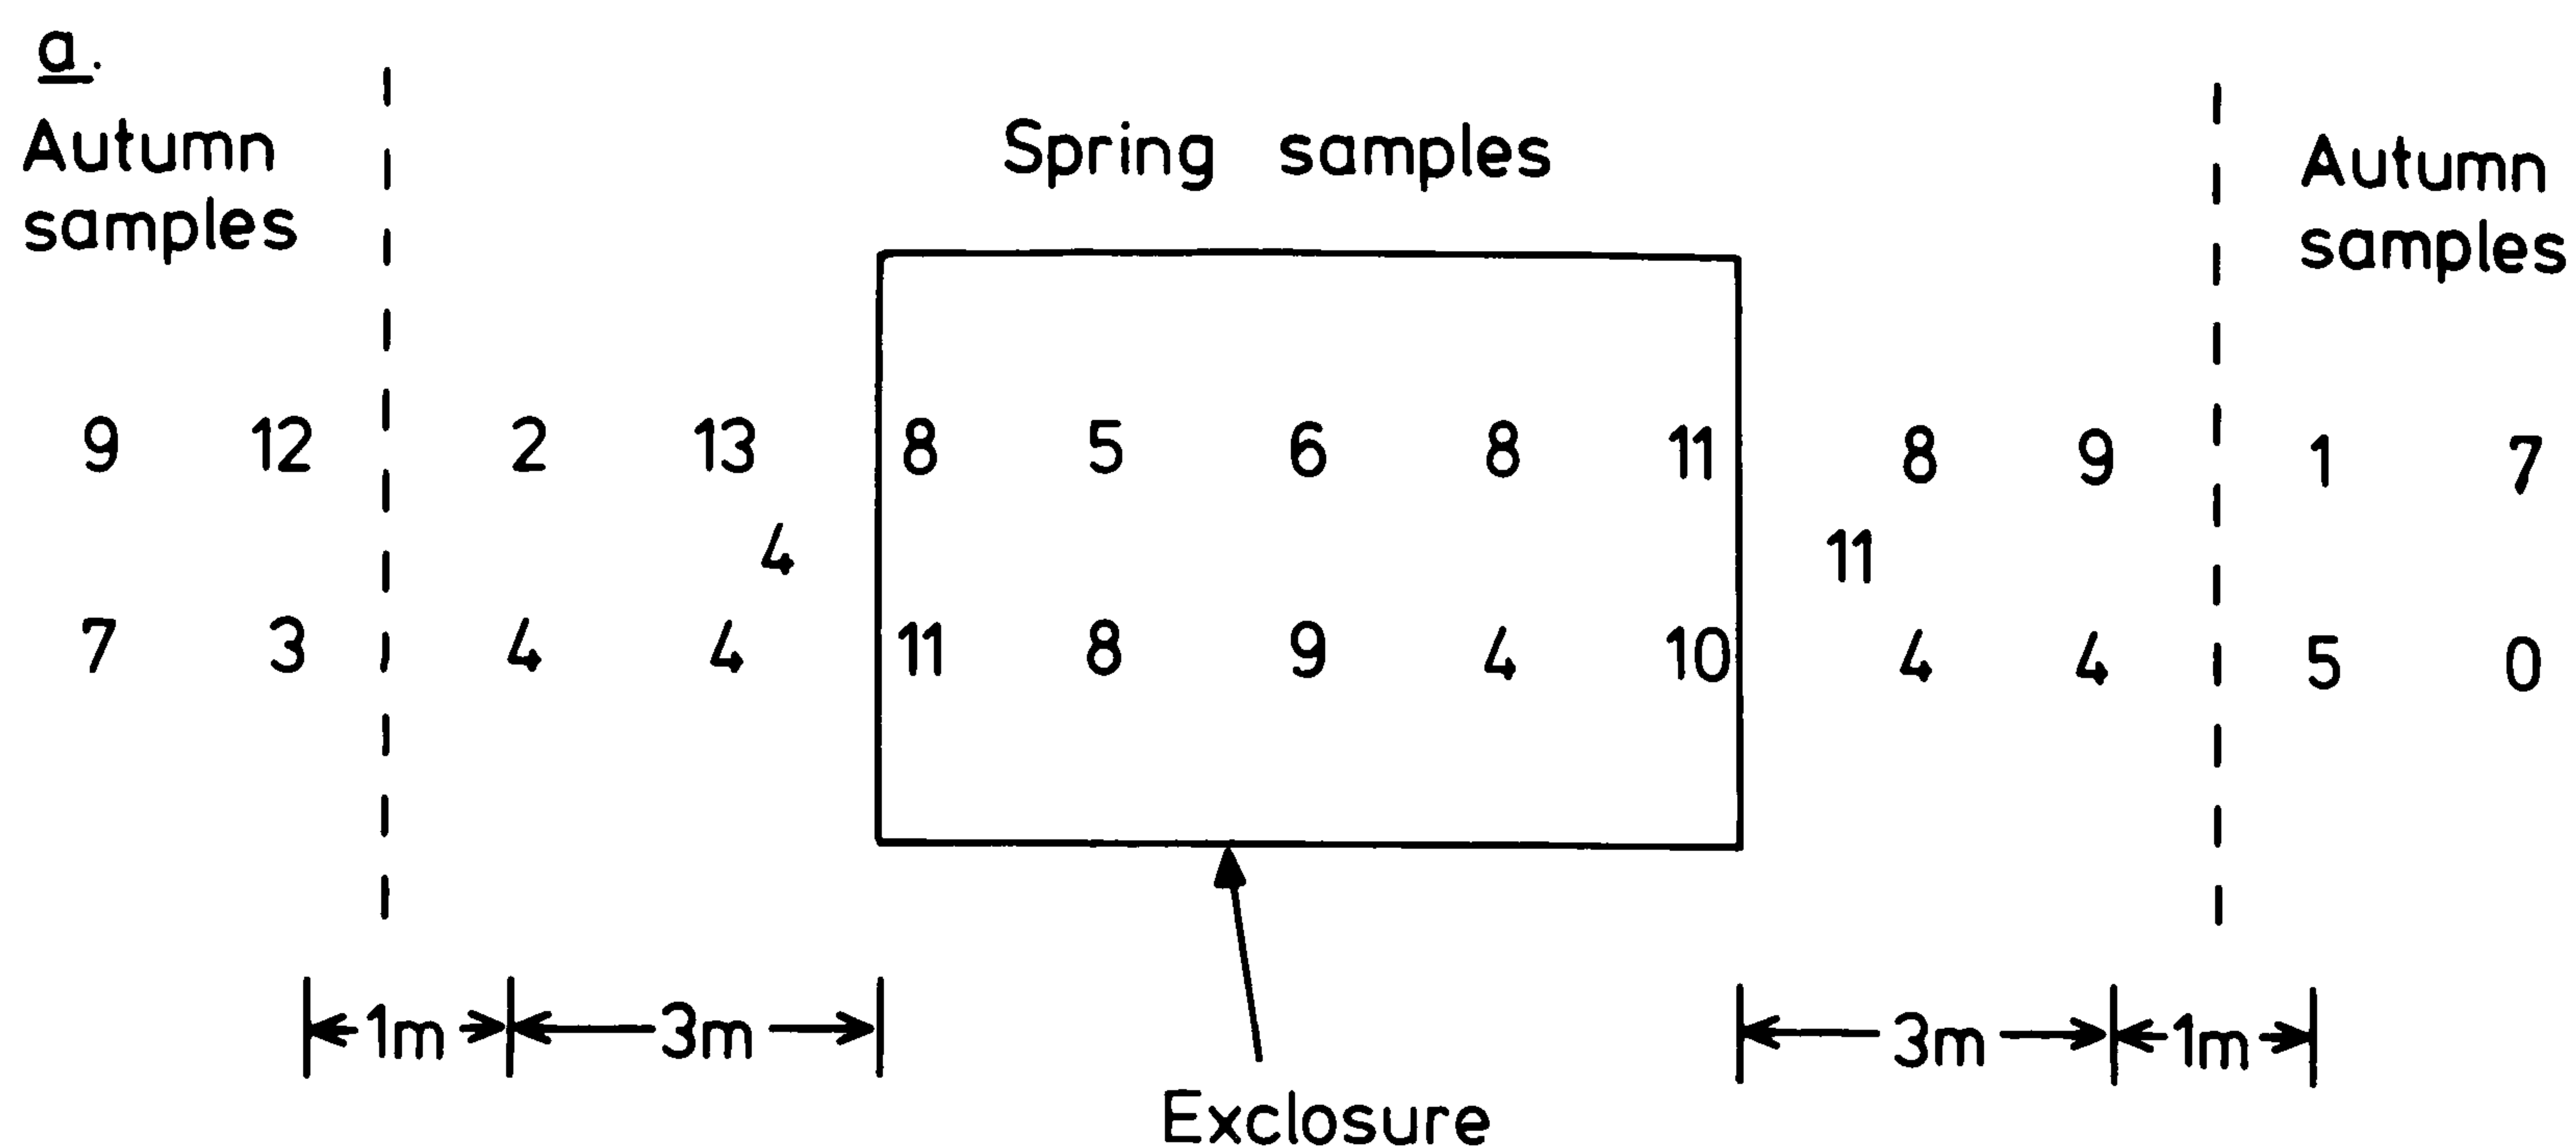 a.
Autumn
samples
Spring samples
Autumn
samples
9 12 2 13 8 5 6 8 11 8 9 1 7
4 11
7 3 4 4 11 8 9 4 10 4 4 5 0
1m 3m 3m 1m
Exclosure